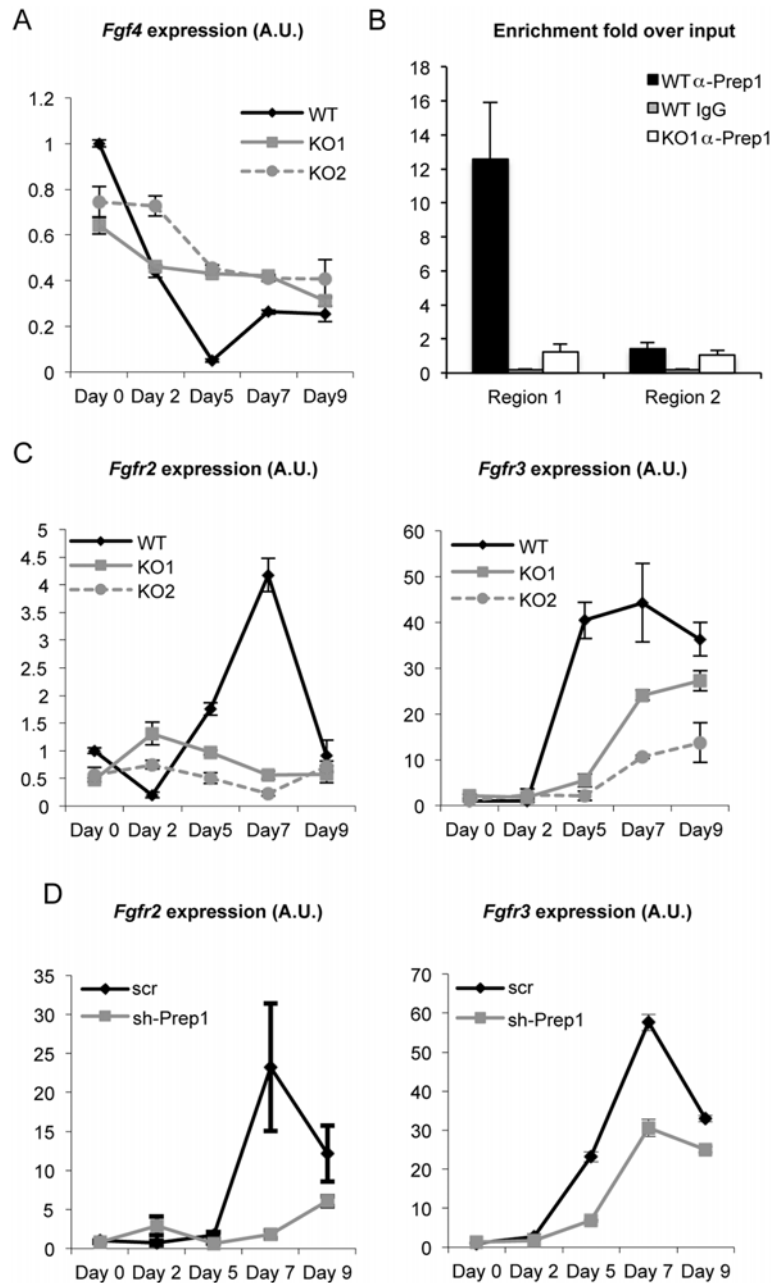 A
Fgf4 expression (A.U.)
1.2
1
0.8
0.6
0.4
0.2
0
WT
KO1
KO2
Day 0 Day 2 Day5 Day7 Day9
B
Enrichment fold over input
18
16
14
12
10
8
6
4
2
0
WT α-Prep1
WT IgG
KO1 α-Prep1
Region 1 Region 2
C
Fgfr2 expression (A.U.)
5
4.5
4
3.5
3
2.5
2
1.5
1
0.5
0
WT
KO1
KO2
Day 0 Day 2 Day5 Day7 Day9
Fgfr3 expression (A.U.)
60
50
40
30
20
10
0
WT
KO1
KO2
Day 0 Day 2 Day5 Day7 Day9
D
Fgfr2 expression (A.U.)
35
30
25
20
15
10
5
0
scr
sh-Prep1
Day 0 Day 2 Day 5 Day 7 Day 9
Fgfr3 expression (A.U.)
70
60
50
40
30
20
10
0
scr
sh-Prep1
Day 0 Day 2 Day 5 Day 7 Day 9